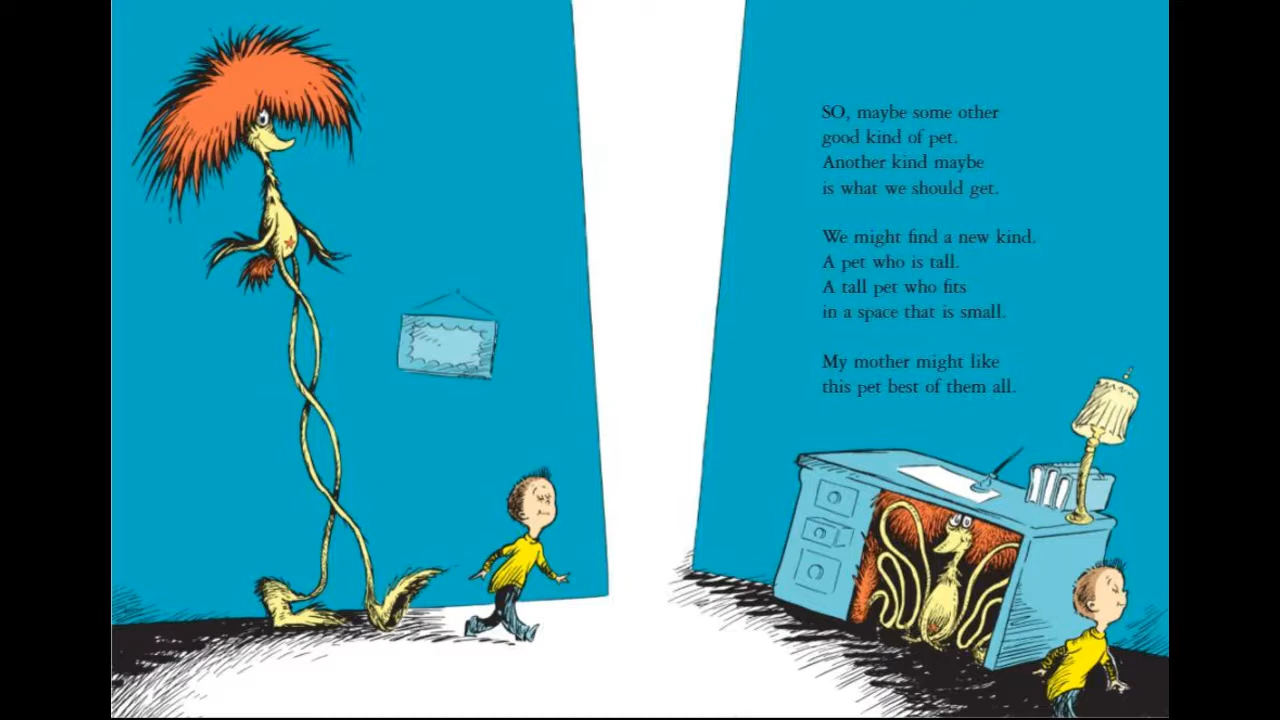 SO, maybe some other
good kind of pet.
Another kind maybe
is what we should get.
We might find a new kind.
A pet who is tall.
A tall pet who fits
in a space that is small.
My mother might like
this pet best of them all.